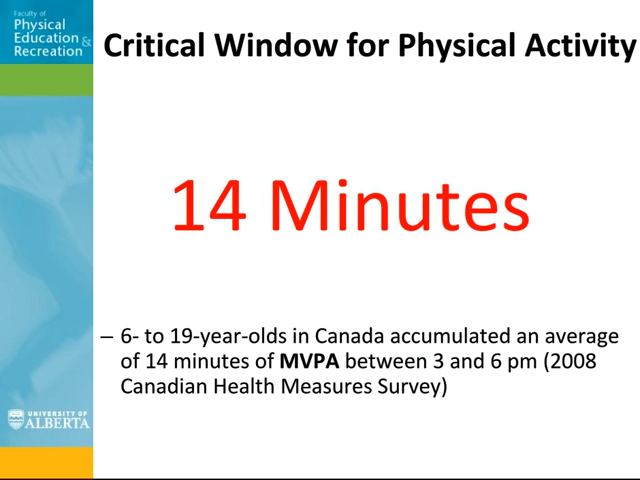 Faculty of
Physical
Education &
Recreation
Critical Window for Physical Activity
14 Minutes
– 6- to 19-year-olds in Canada accumulated an average
of 14 minutes of MVPA between 3 and 6 pm (2008
Canadian Health Measures Survey)
UNIVERSITY OF
ALBERTA